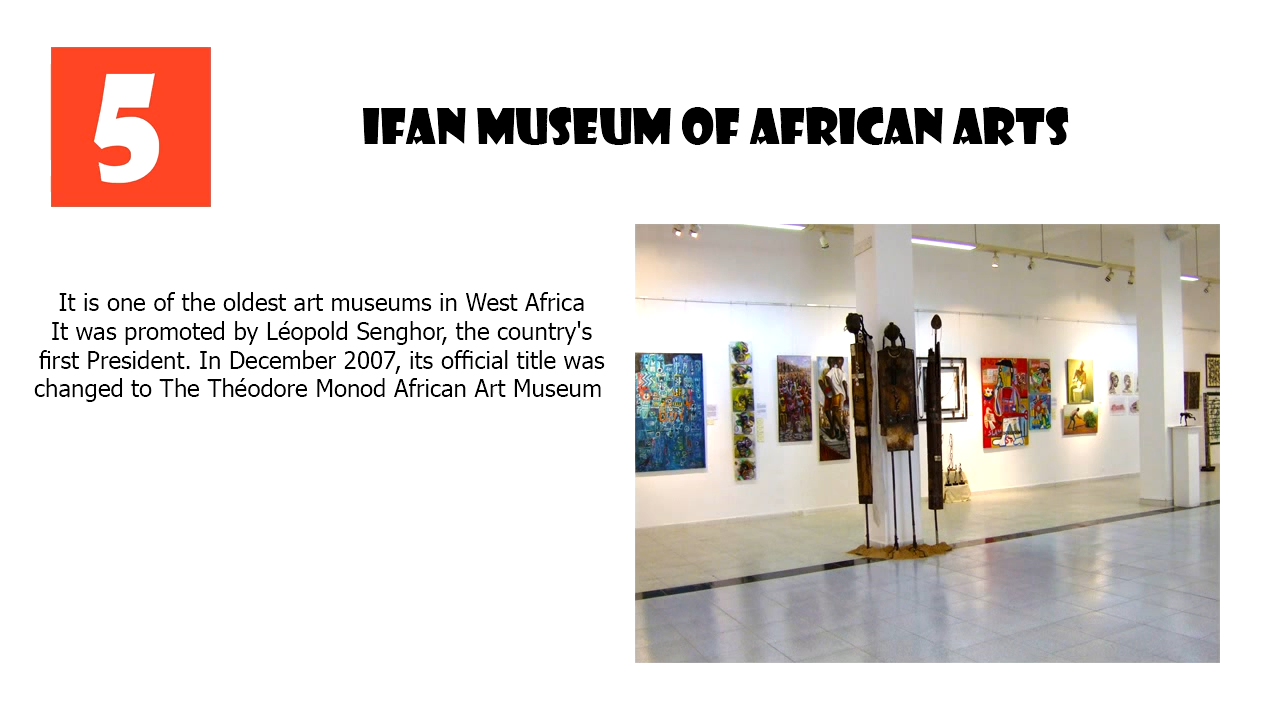 5
IFAN MUSEUM OF AFRICAN ARTS
It is one of the oldest art museums in West Africa
It was promoted by Léopold Senghor, the country's
first President. In December 2007, its official title was
changed to The Théodore Monod African Art Museum